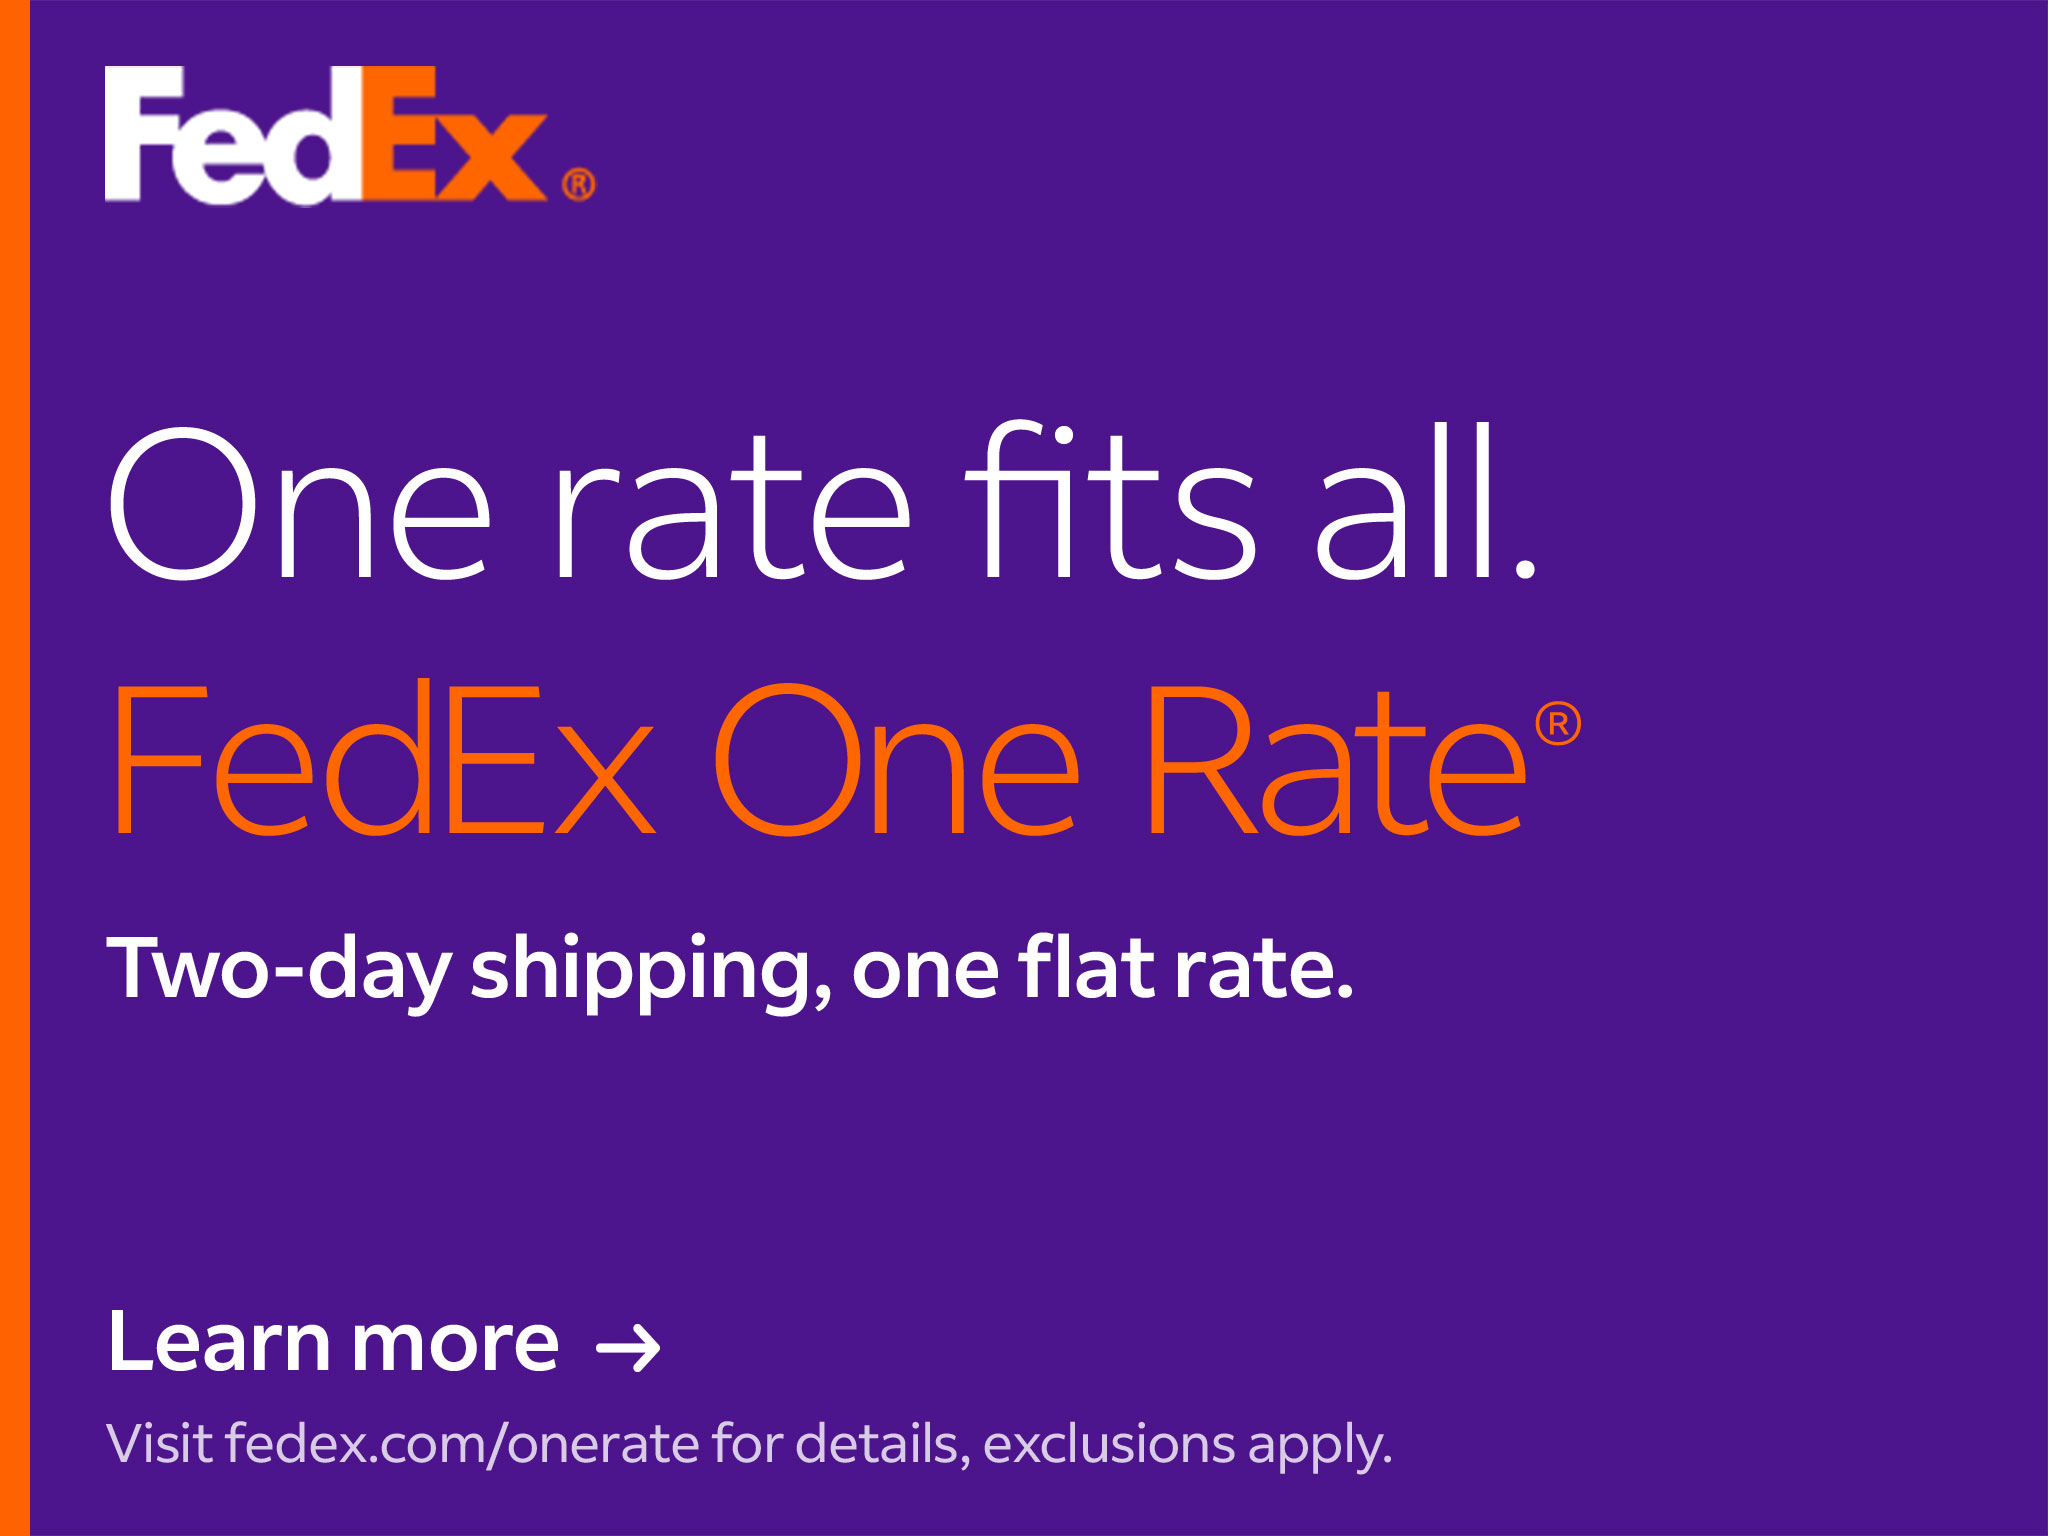 FedEx®
One rate fits all.
FedEx One Rate®
Two-day shipping, one flat rate.
Learn more →
Visit fedex.com/onerate for details, exclusions apply.